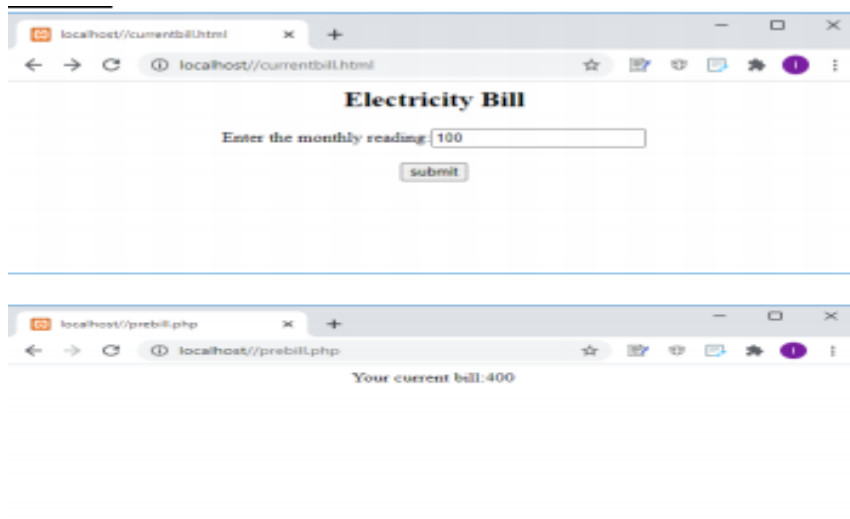 localhost//currentbill.html
localhost//currentbill.html
Electricity Bill
Enter the monthly reading:100
submit
localhost//prebill.php
localhost//prebill.php
Your current bill:400